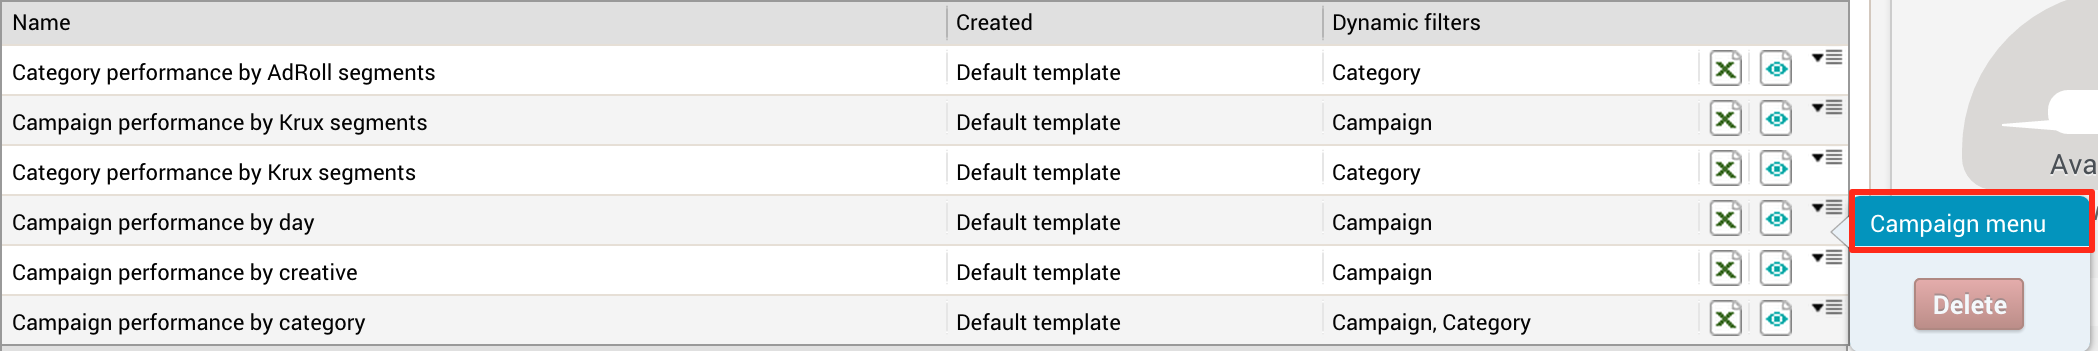 Name Created Dynamic filters
Category performance by AdRoll segments Default template Category
Campaign performance by Krux segments Default template Campaign
Category performance by Krux segments Default template Category
Campaign performance by day Default template Campaign
Campaign performance by creative Default template Campaign
Campaign performance by category Default template Campaign, Category
Ava
Campaign menu
Delete